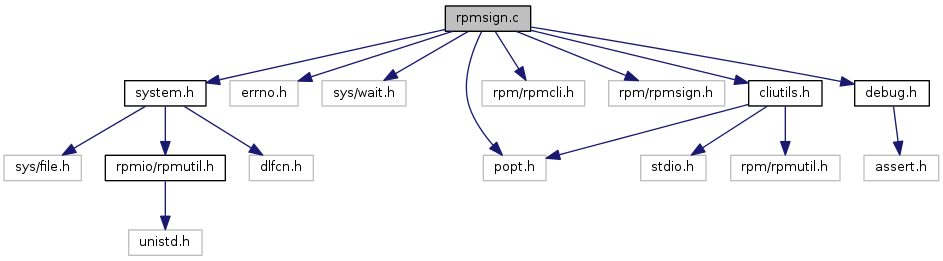 rpmsign.c
system.h
errno.h
sys/wait.h
rpm/rpmcli.h
rpm/rpmsign.h
cliutils.h
debug.h
sys/file.h
rpmio/rpmutil.h
dlfcn.h
popt.h
stdio.h
rpm/rpmutil.h
assert.h
unistd.h